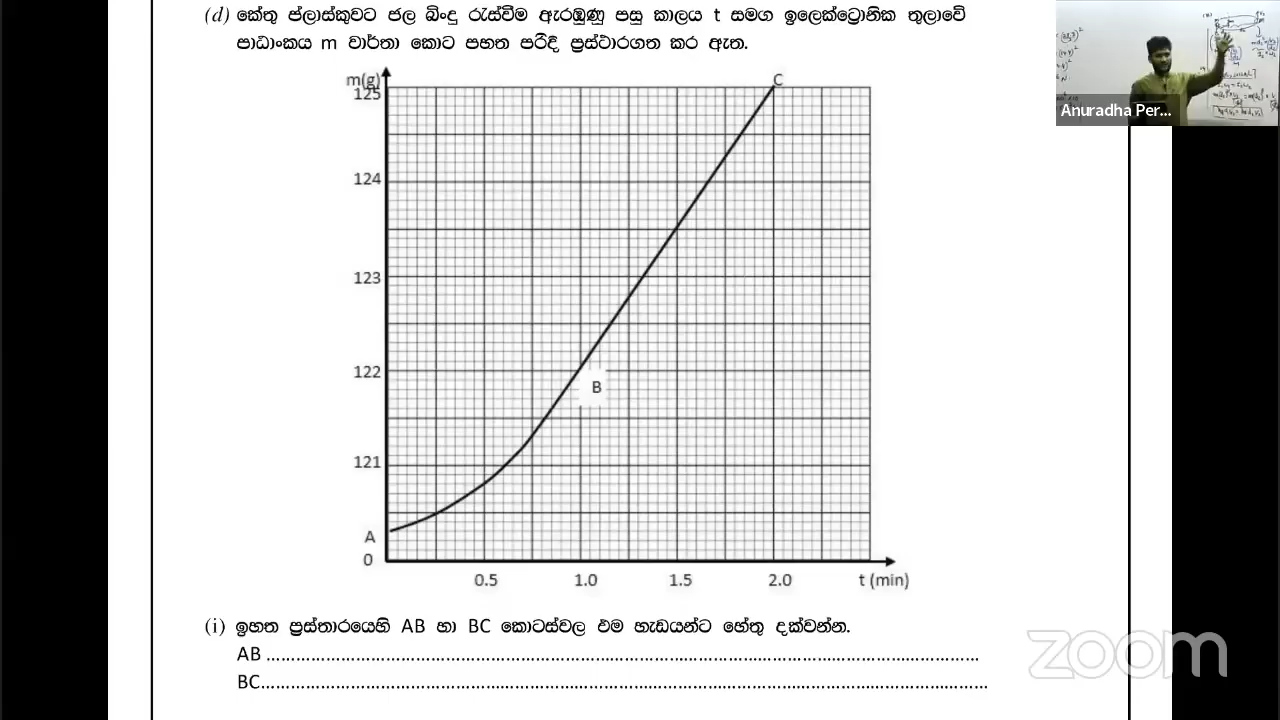 (d) කේතු ප්ලාස්කුවට ජල බිංදු රැස්වීම ඇරඹුණු පසු කාලය t සමග ඉලෙක්ට්‍රොනික තුලාවේ
පාඨාංකය m වාර්තා කොට පහත පරිදි ප්‍රස්ථාරගත කර ඇත.
m(g)
125
C
124
123
122
B
121
A
0
0.5 1.0 1.5 2.0 t (min)
(i) ඉහත ප්‍රස්තාරයෙහි AB හා BC කොටස්වල එම හැඩයන්ට හේතු දක්වන්න.
AB
BC
Anuradha Per...
zoom